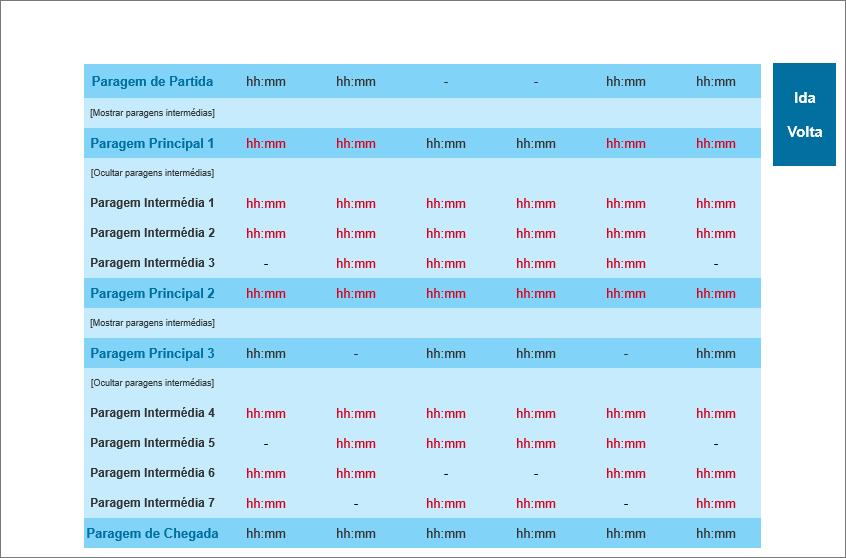 Paragem de Partida hh:mm hh:mm - - hh:mm hh:mm
[Mostrar paragens intermédias]
Paragem Principal 1 hh:mm hh:mm hh:mm hh:mm hh:mm hh:mm
[Ocultar paragens intermédias]
Paragem Intermédia 1 hh:mm hh:mm hh:mm hh:mm hh:mm hh:mm
Paragem Intermédia 2 hh:mm hh:mm hh:mm hh:mm hh:mm hh:mm
Paragem Intermédia 3 - hh:mm hh:mm hh:mm hh:mm -
Paragem Principal 2 hh:mm hh:mm hh:mm hh:mm hh:mm hh:mm
[Mostrar paragens intermédias]
Paragem Principal 3 hh:mm - hh:mm hh:mm - hh:mm
[Ocultar paragens intermédias]
Paragem Intermédia 4 hh:mm hh:mm hh:mm hh:mm hh:mm hh:mm
Paragem Intermédia 5 - hh:mm hh:mm hh:mm hh:mm -
Paragem Intermédia 6 hh:mm hh:mm - - hh:mm hh:mm
Paragem Intermédia 7 hh:mm - hh:mm hh:mm - hh:mm
Paragem de Chegada hh:mm hh:mm hh:mm hh:mm hh:mm hh:mm
Ida
Volta